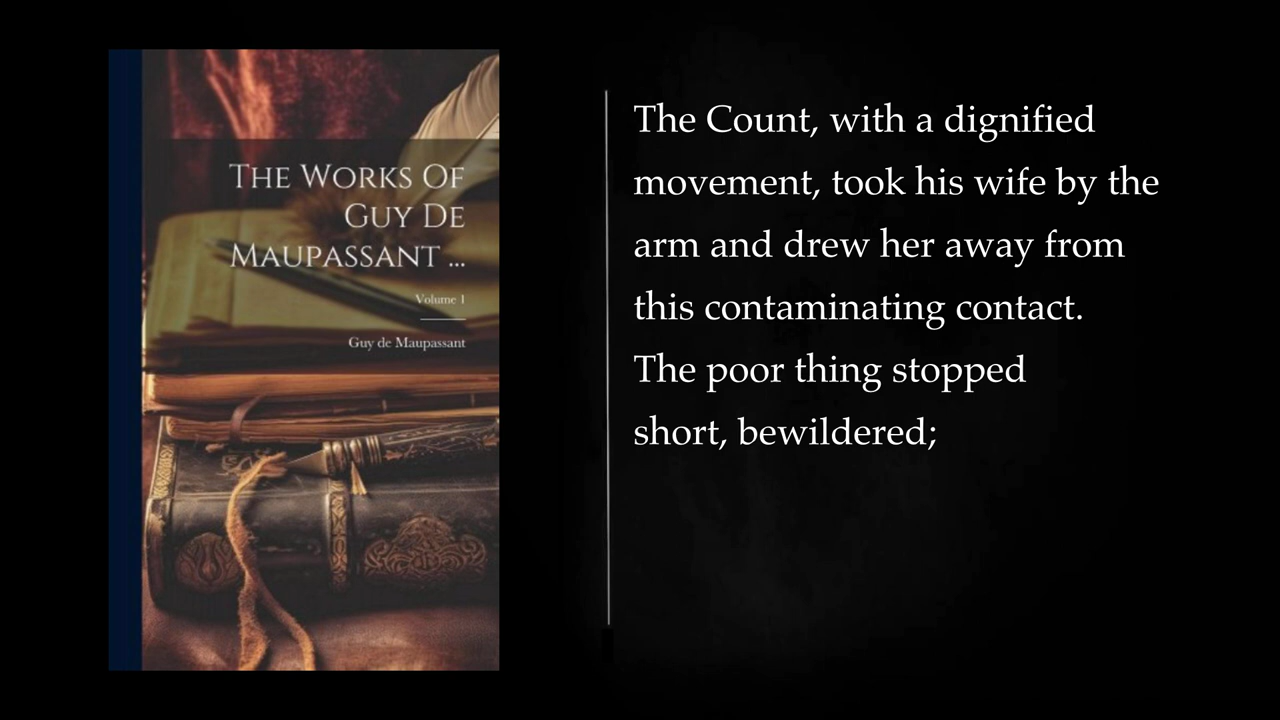 The Works Of
Guy De
Maupassant ...
Volume 1
Guy de Maupassant
The Count, with a dignified
movement, took his wife by the
arm and drew her away from
this contaminating contact.
The poor thing stopped
short, bewildered;